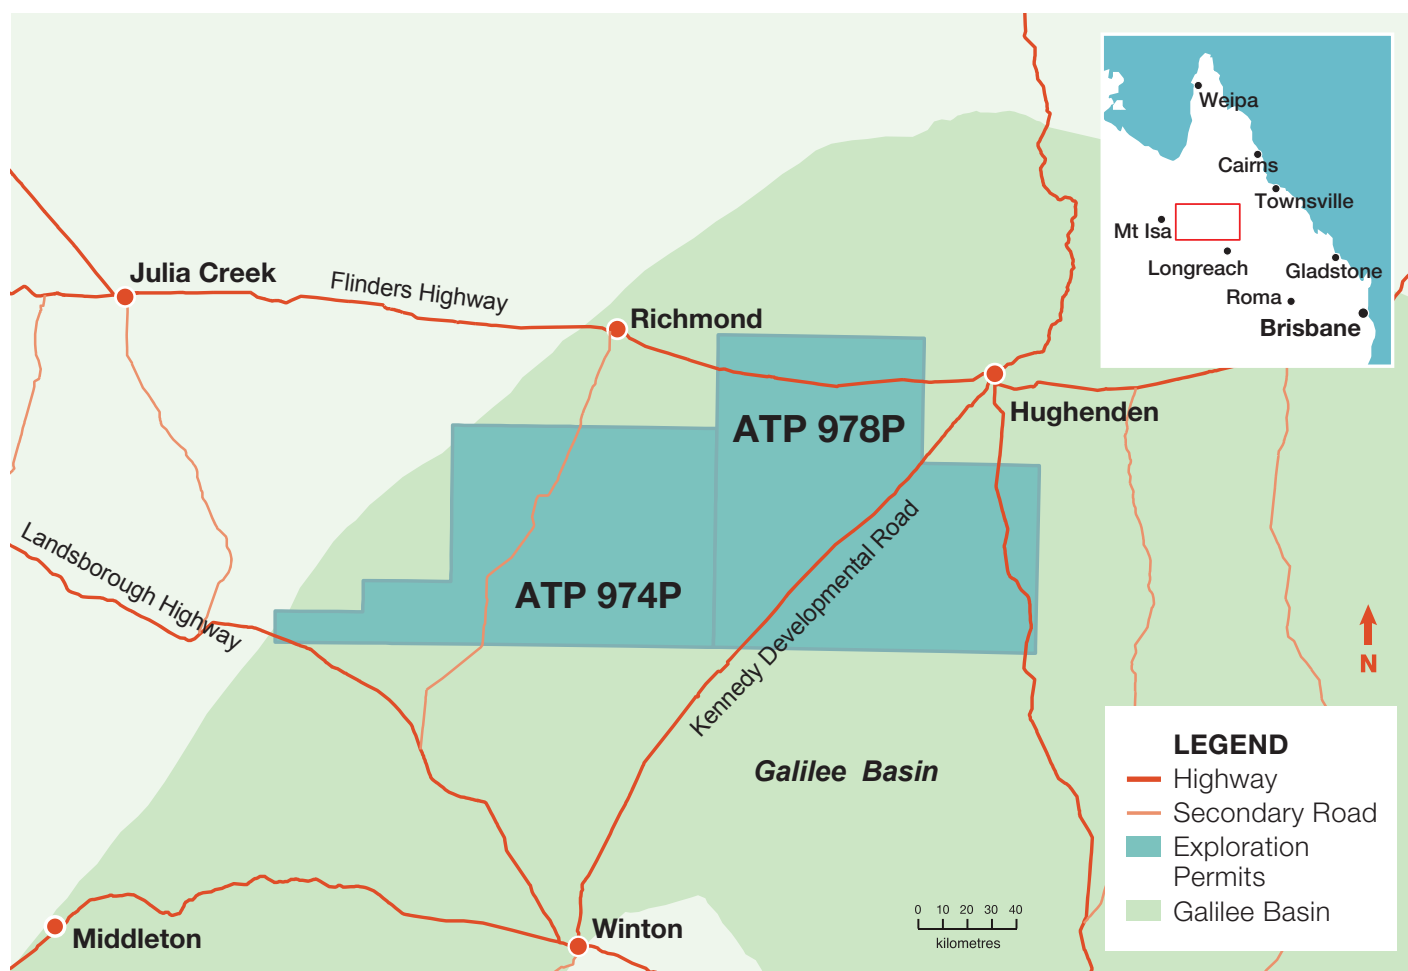 Weipa
Cairns
Townsville
Mt Isa
Longreach
Gladstone
Roma
Brisbane
Julia Creek
Flinders Highway
Richmond
Hughenden
ATP 978P
Landsborough Highway
ATP 974P
Kennedy Developmental Road
N
Galilee Basin
LEGEND
Highway
Secondary Road
Exploration
Permits
Galilee Basin
0 10 20 30 40
kilometres
Winton
Middleton